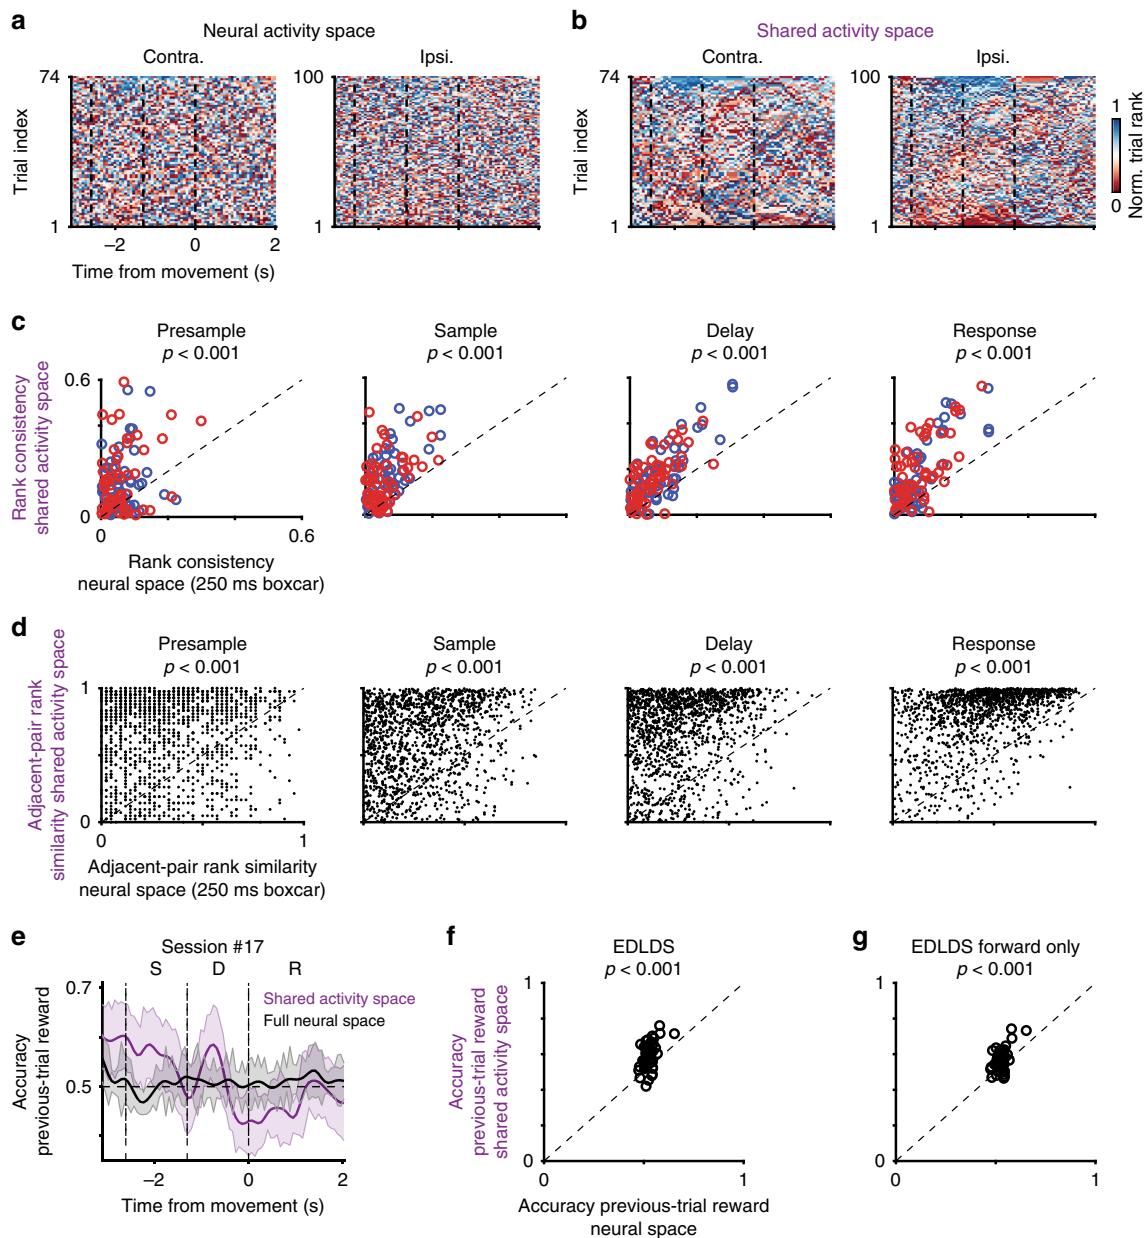 a
Neural activity space
Contra.
Ipsi.
74
100
Trial index
1
1
−2
0
2
Time from movement (s)
b
Shared activity space
Contra.
Ipsi.
74
100
Trial index
1
1
1
0
Norm. trial rank
c
Presample
p < 0.001
Sample
p < 0.001
Delay
p < 0.001
Response
p < 0.001
Rank consistency
shared activity space
0.6
0
0
0.6
Rank consistency
neural space (250 ms boxcar)
d
Presample
p < 0.001
Sample
p < 0.001
Delay
p < 0.001
Response
p < 0.001
Adjacent-pair rank
similarity shared activity space
1
0
0
1
Adjacent-pair rank similarity
neural space (250 ms boxcar)
e
Session #17
S
D
R
Shared activity space
Full neural space
0.7
0.5
Accuracy
previous-trial reward
−2
0
2
Time from movement (s)
f
EDLDS
p < 0.001
Accuracy
previous-trial reward
shared activity space
1
0
0
1
Accuracy previous-trial reward
neural space
g
EDLDS forward only
p < 0.001
1
0
0
1